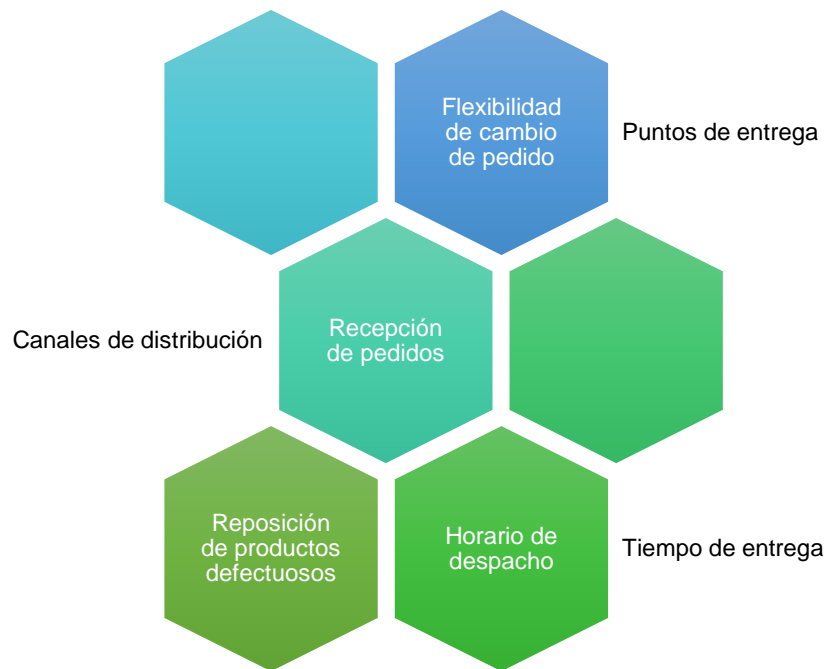 Flexibilidad
de cambio
de pedido
Puntos de entrega
Canales de distribución
Recepción
de pedidos
Reposición
de productos
defectuosos
Horario de
despacho
Tiempo de entrega